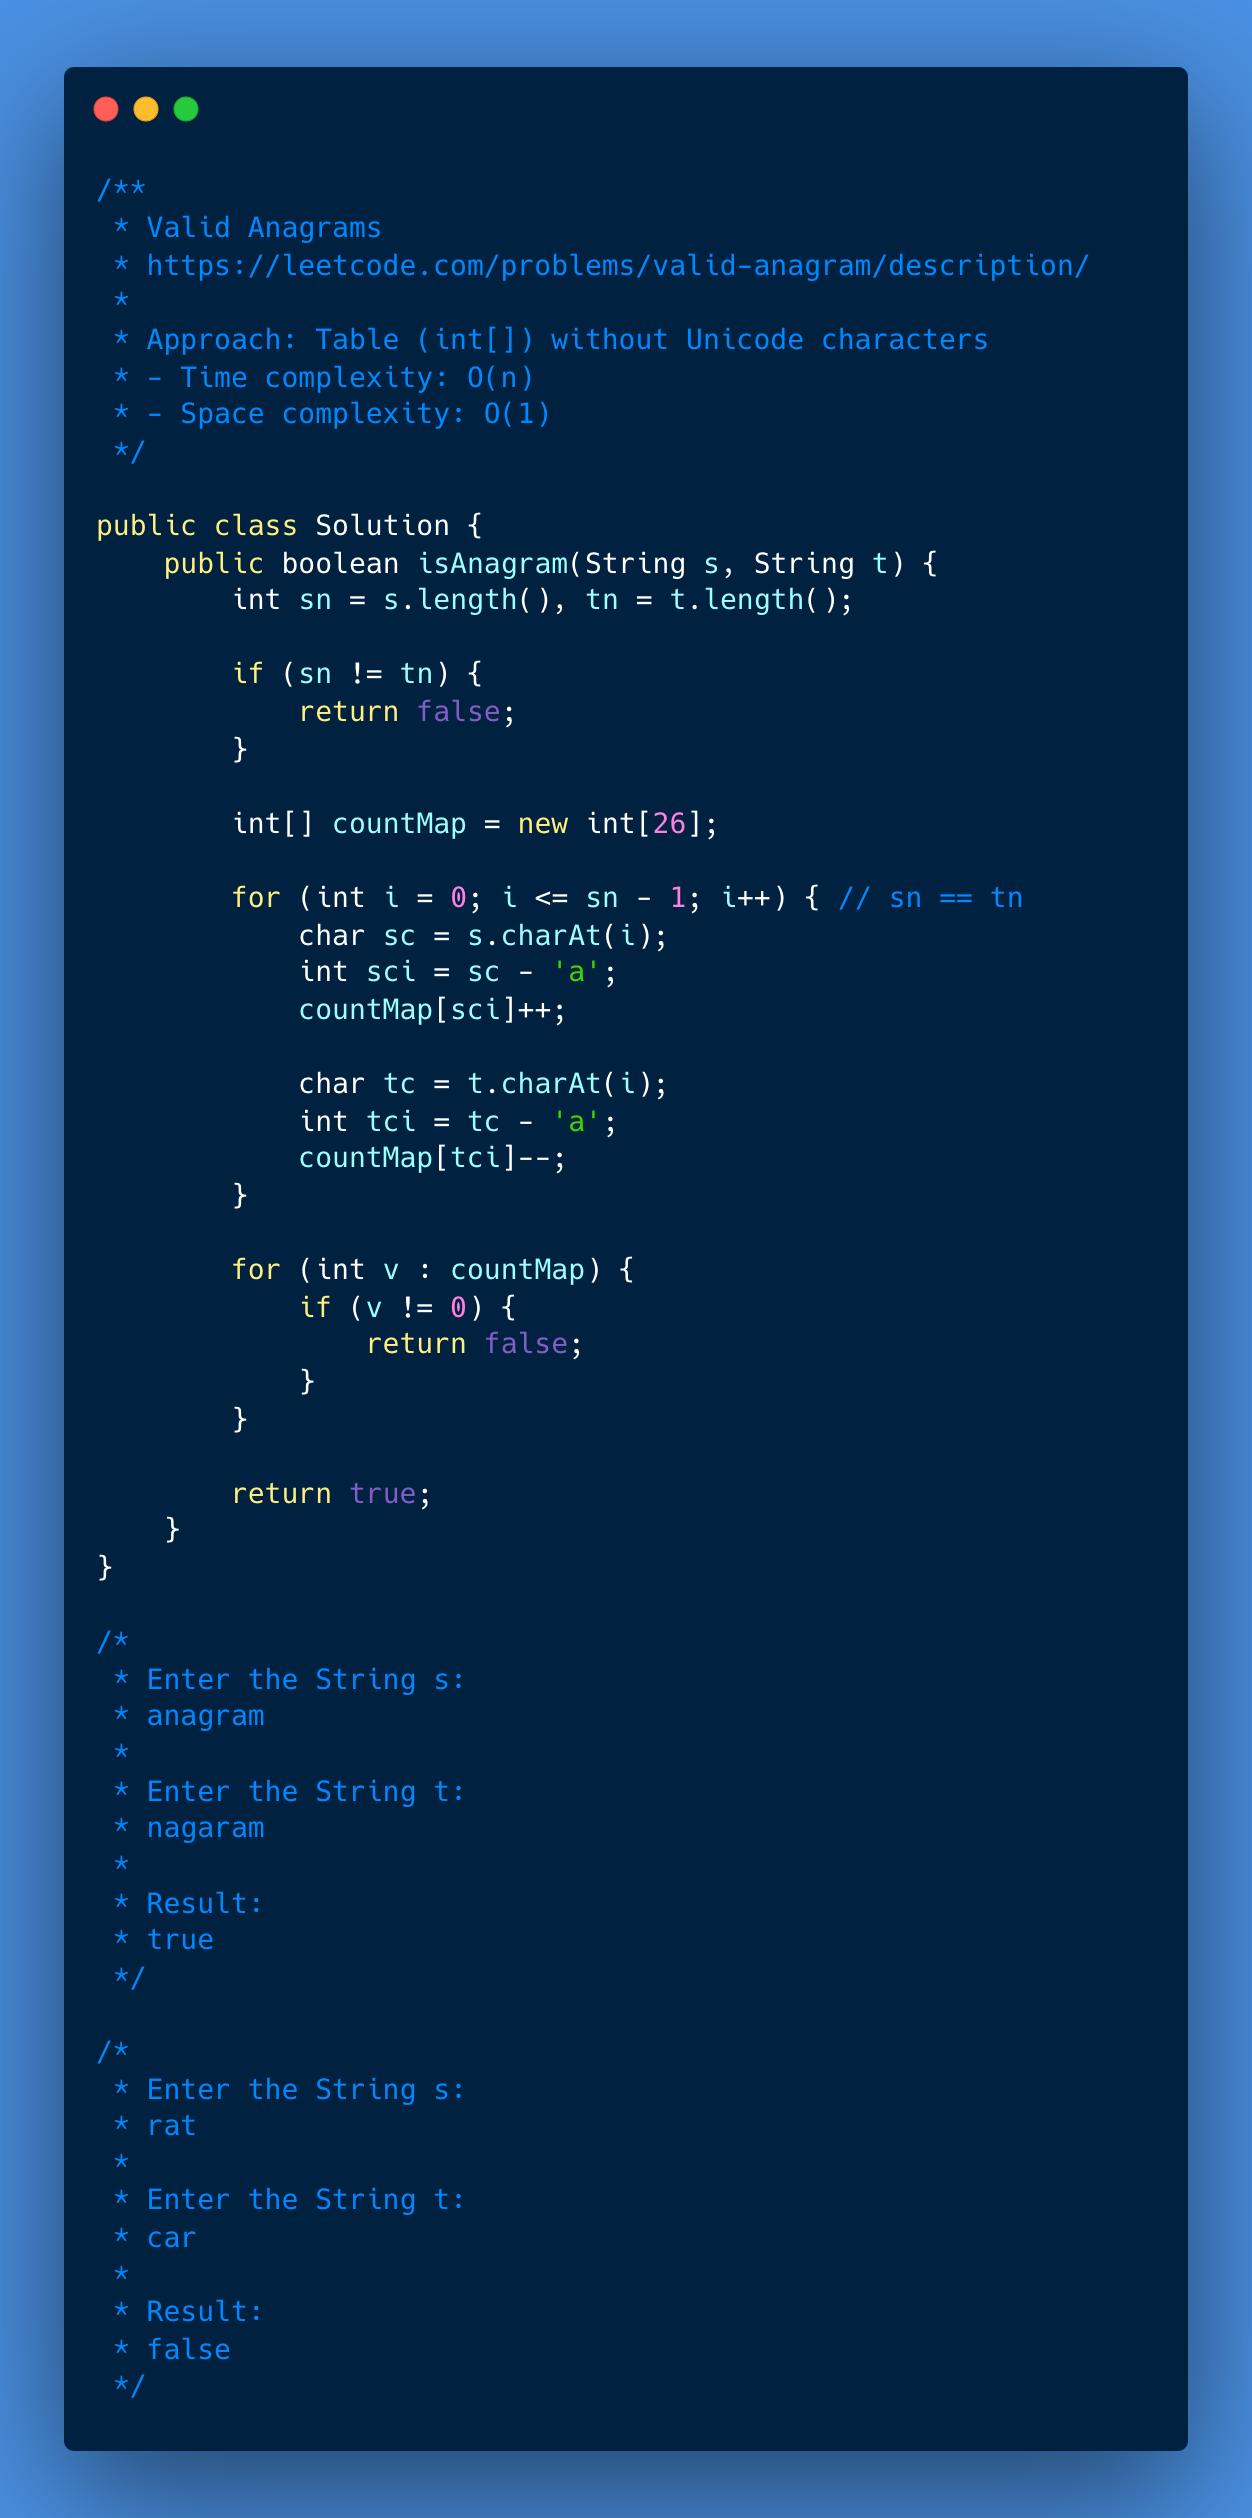 /**
 * Valid Anagrams
 * https://leetcode.com/problems/valid-anagram/description/
 *
 * Approach: Table (int[]) without Unicode characters
 * - Time complexity: O(n)
 * - Space complexity: O(1)
 */

public class Solution {
    public boolean isAnagram(String s, String t) {
        int sn = s.length(), tn = t.length();

        if (sn != tn) {
            return false;
        }

        int[] countMap = new int[26];

        for (int i = 0; i <= sn - 1; i++) { // sn == tn
            char sc = s.charAt(i);
            int sci = sc - 'a';
            countMap[sci]++;

            char tc = t.charAt(i);
            int tci = tc - 'a';
            countMap[tci]--;
        }

        for (int v : countMap) {
            if (v != 0) {
                return false;
            }
        }

        return true;
    }
}

/*
 * Enter the String s:
 * anagram
 *
 * Enter the String t:
 * nagaram
 *
 * Result:
 * true
 */

/*
 * Enter the String s:
 * rat
 *
 * Enter the String t:
 * car
 *
 * Result:
 * false
 */